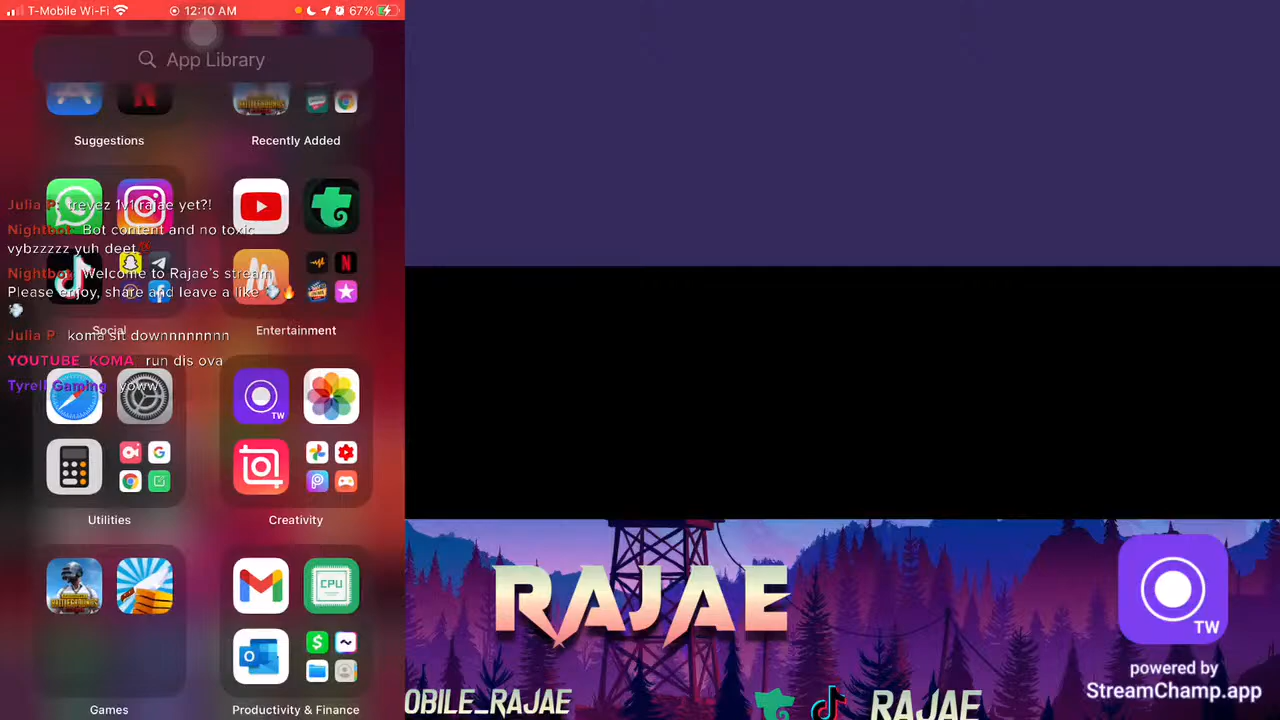 T-Mobile Wi-Fi 12:10 AM 67%
App Library
Suggestions
Recently Added
Julia P: trevez 1v1 rajae yet?!
Nightbot: Bot content and no toxic
vybzzzzz yuh deet
Nightbot: Welcome to Rajae's stream
Please enjoy, share and leave a like
Social
Entertainment
Julia P koma sit downnnnnnn
YOUTUBE_KOMA run dis ova
Tyrell Gaming yoww
TW
Utilities
Creativity
CPU
Games
Productivity & Finance
RAJAE
OBILE_RAJAE
RAJAE
TW
powered by
StreamChamp.app